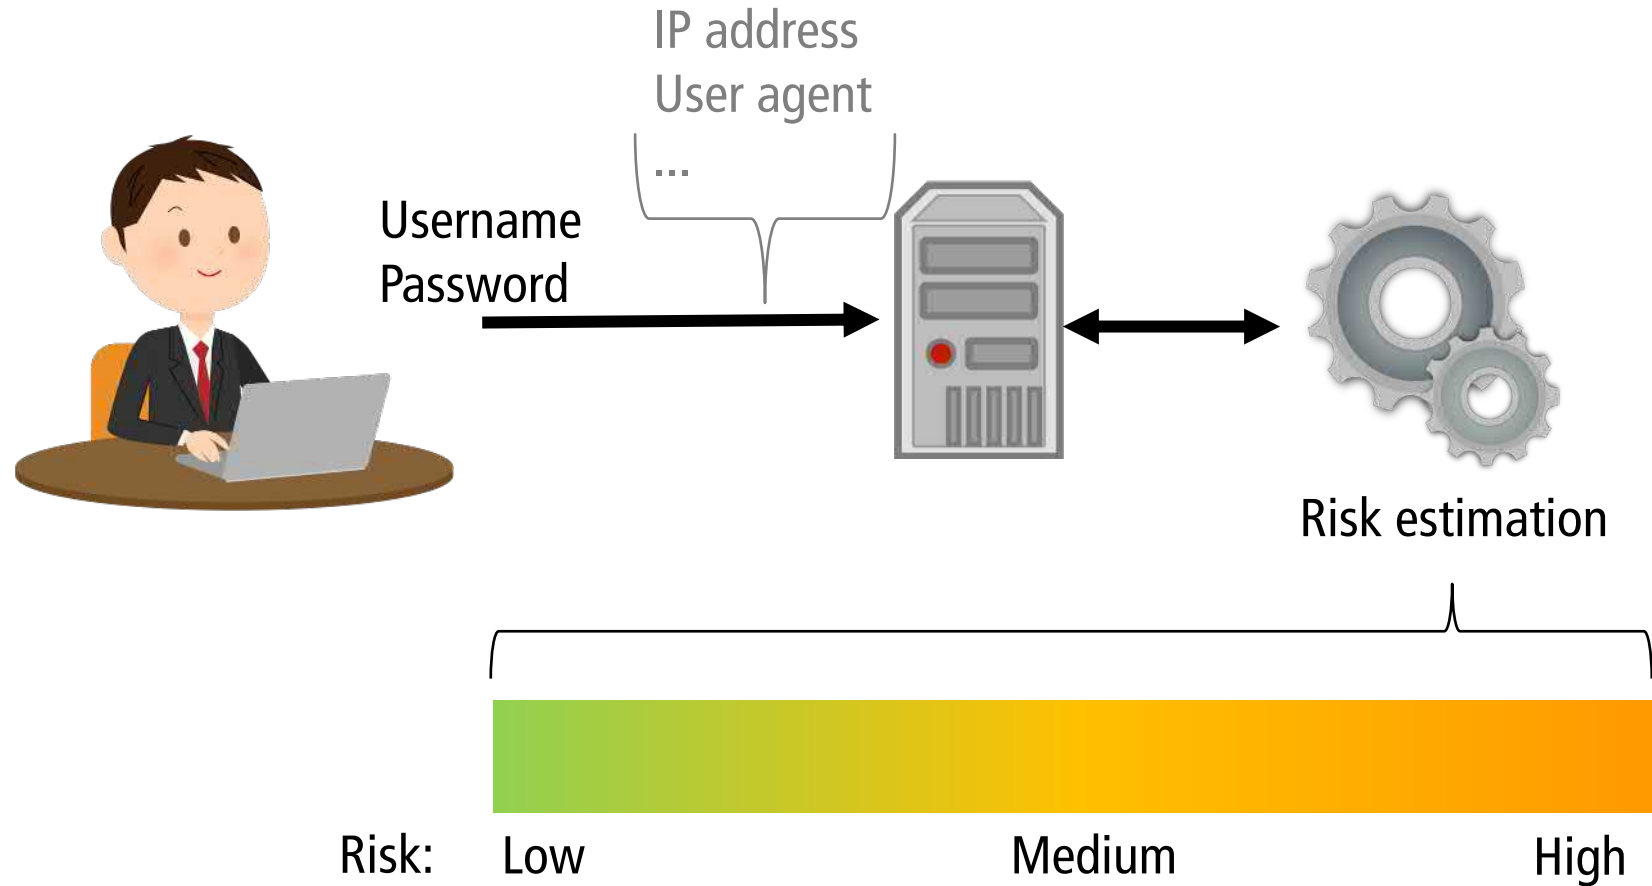 IP address
User agent
...
Username
Password
Risk estimation
Risk: Low Medium High